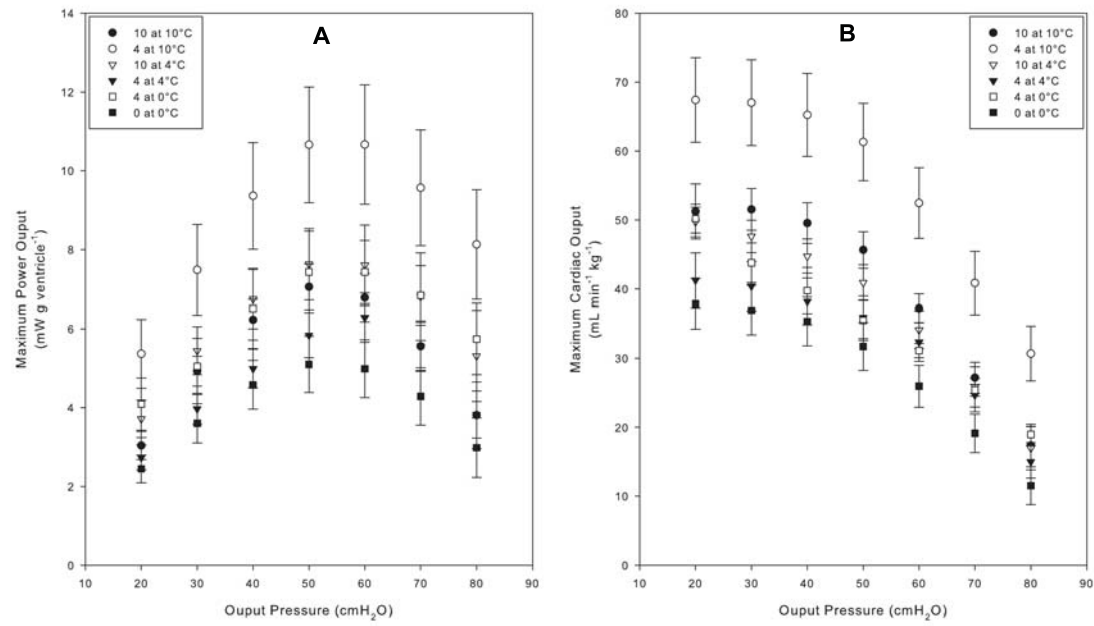 A
10 at 10°C
4 at 10°C
10 at 4°C
4 at 4°C
4 at 0°C
0 at 0°C
Maximum Power Ouput
(mW g ventricle⁻¹)
14
12
10
8
6
4
2
0
10 20 30 40 50 60 70 80 90
Ouput Pressure (cmH₂O)
B
10 at 10°C
4 at 10°C
10 at 4°C
4 at 4°C
4 at 0°C
0 at 0°C
Maximum Cardiac Ouput
(mL min⁻¹ kg⁻¹)
80
70
60
50
40
30
20
10
0
10 20 30 40 50 60 70 80 90
Ouput Pressure (cmH₂O)